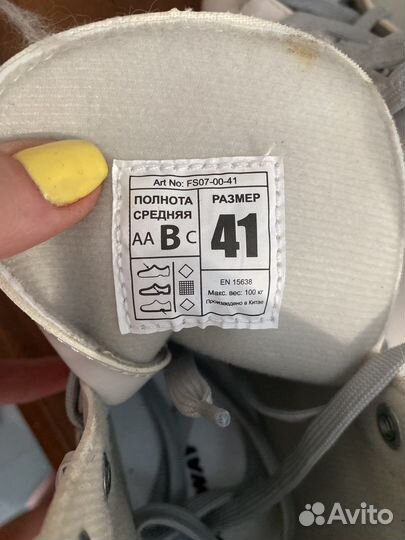 Art No: FS07-00-41
ПОЛНОТА
СРЕДНЯЯ
AA B C
РАЗМЕР
41
EN 15638
Макс. вес: 100 кг
Произведено в Китае
Avito